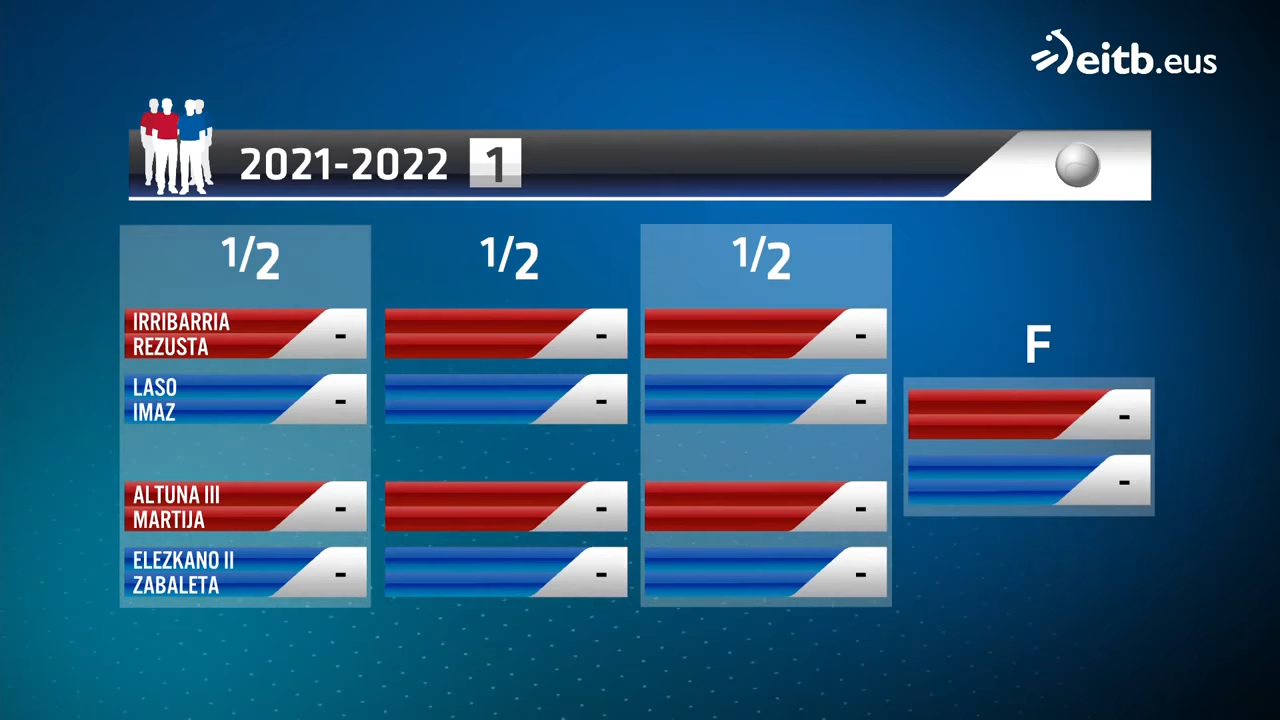 eitb.eus
2021-2022 1
1/2 1/2 1/2
IRRIBARRIA
REZUSTA
- - -
LASO
IMAZ
- - -
ALTUNA III
MARTIJA
- - -
ELEZKANO II
ZABALETA
- - -
F
-
-